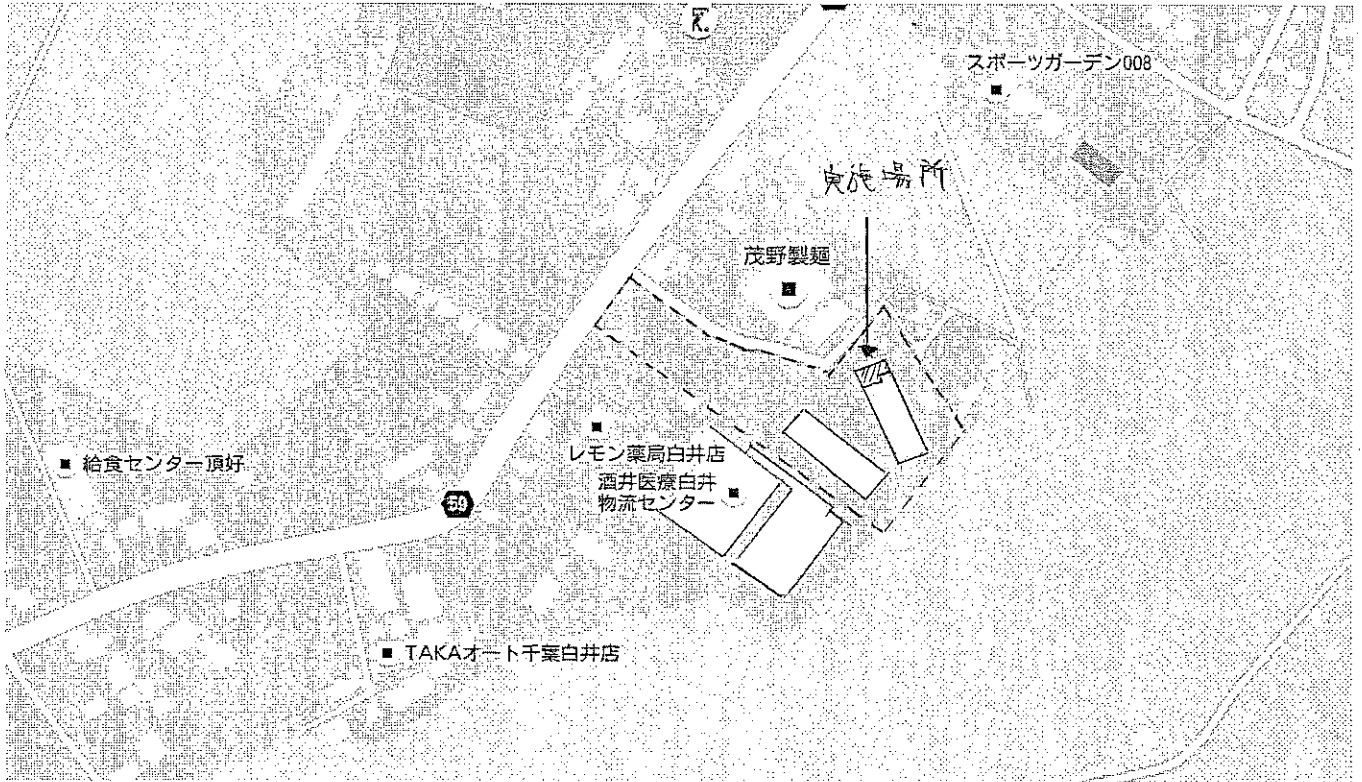 スポーツガーデン008
実施場所
茂野製麺
レモン薬局白井店
給食センター頂好
酒井医療白井
物流センター
59
TAKAオート千葉白井店